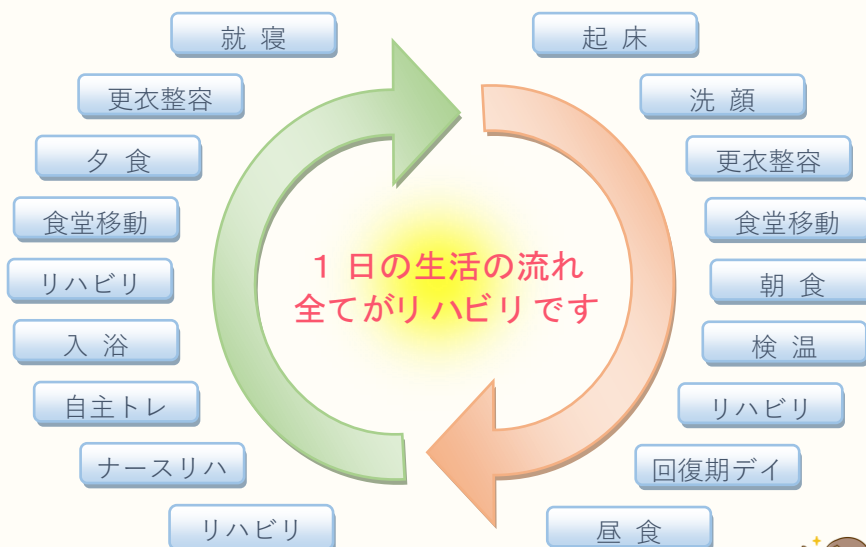 起床
洗顔
更衣整容
食堂移動
朝食
検温
リハビリ
回復期デイ
昼食
リハビリ
ナースリハ
自主トレ
入浴
リハビリ
食堂移動
夕食
更衣整容
就寝
1日の生活の流れ
全てがリハビリです